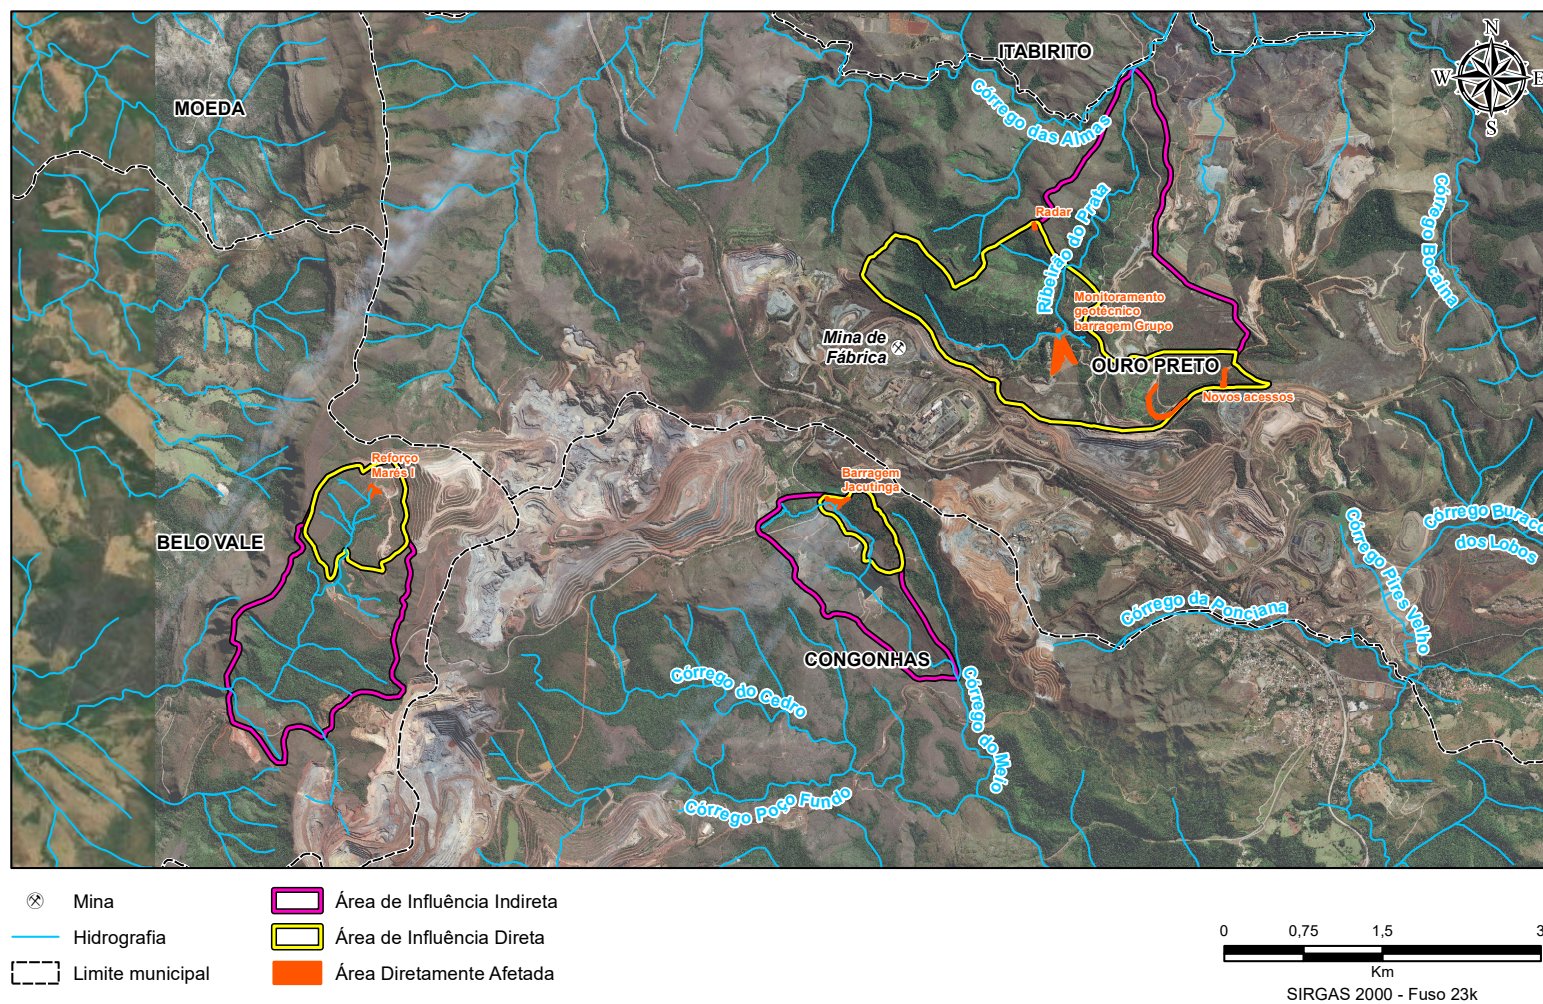 ITABIRITO
N
W
E
S
MOEDA
Córrego das Almas
Córrego Bocaina
Radar
Ribeirão do Prata
Monitoramento
geotécnico
barragem Grupo
Mina de
Fábrica
OURO PRETO
Novos acessos
Reforço
Marés I
Barragem
Jacutinga
BELO VALE
Córrego Buraco
dos Lobos
Córrego Pires Velho
Córrego da Ponciana
CONGONHAS
Córrego do Cedro
Córrego do Meio
Córrego Poço Fundo
Mina
Hidrografia
Limite municipal
Área de Influência Indireta
Área de Influência Direta
Área Diretamente Afetada
0 0,75 1,5 3
Km
SIRGAS 2000 - Fuso 23k